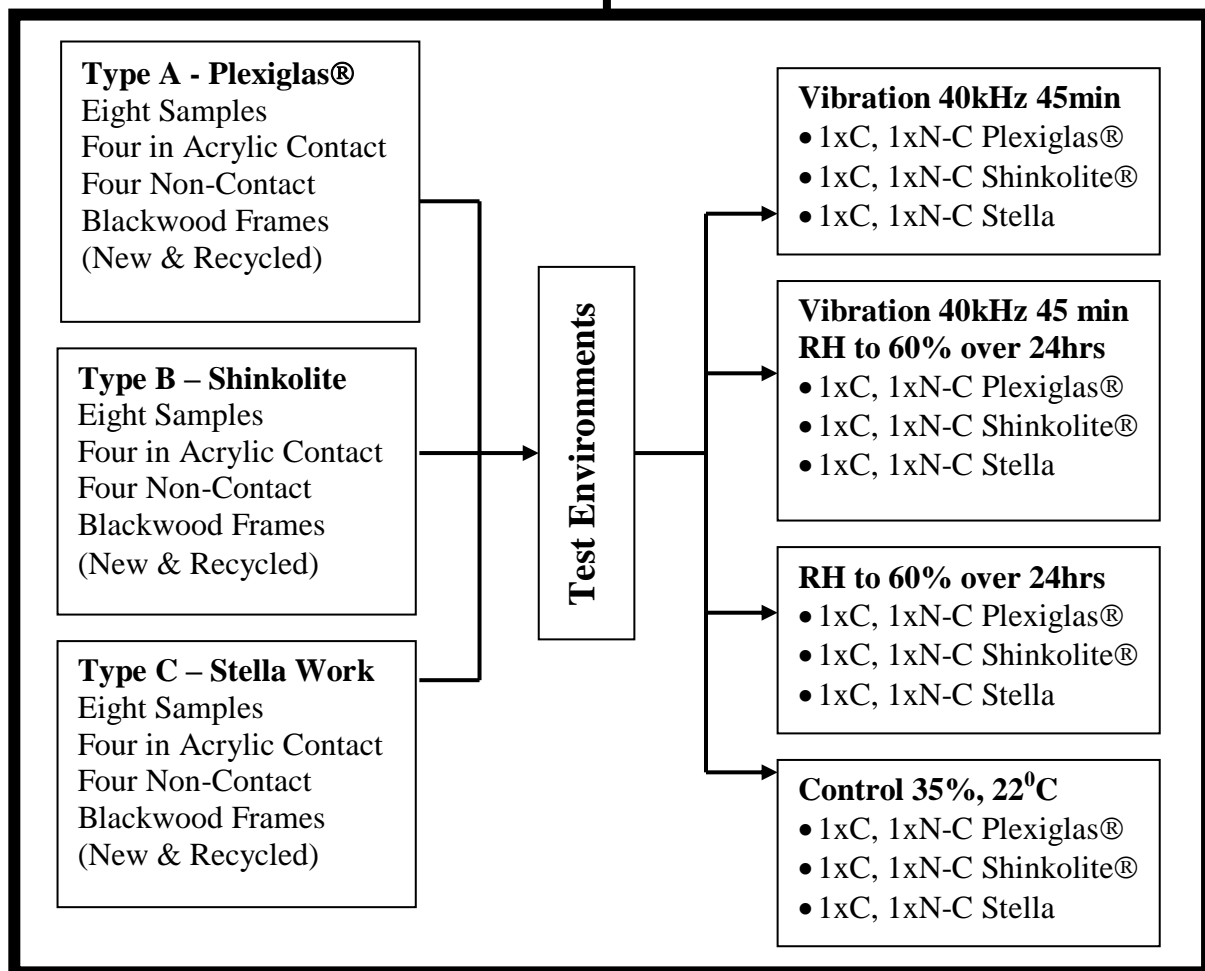 Type A - Plexiglas®
Eight Samples
Four in Acrylic Contact
Four Non-Contact
Blackwood Frames
(New & Recycled)
Type B – Shinkolite
Eight Samples
Four in Acrylic Contact
Four Non-Contact
Blackwood Frames
(New & Recycled)
Type C – Stella Work
Eight Samples
Four in Acrylic Contact
Four Non-Contact
Blackwood Frames
(New & Recycled)
Test Environments
Vibration 40kHz 45min
• 1xC, 1xN-C Plexiglas®
• 1xC, 1xN-C Shinkolite®
• 1xC, 1xN-C Stella
Vibration 40kHz 45 min
RH to 60% over 24hrs
• 1xC, 1xN-C Plexiglas®
• 1xC, 1xN-C Shinkolite®
• 1xC, 1xN-C Stella
RH to 60% over 24hrs
• 1xC, 1xN-C Plexiglas®
• 1xC, 1xN-C Shinkolite®
• 1xC, 1xN-C Stella
Control 35%, 22⁰C
• 1xC, 1xN-C Plexiglas®
• 1xC, 1xN-C Shinkolite®
• 1xC, 1xN-C Stella